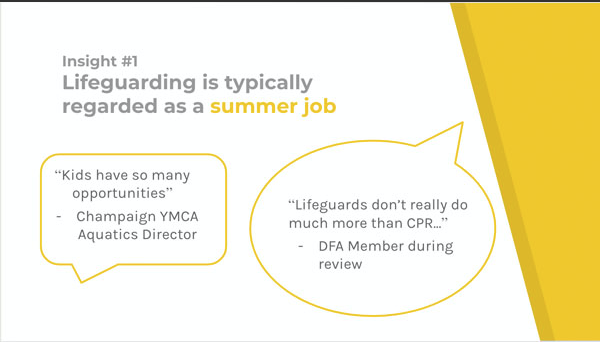 Insight #1
Lifeguarding is typically
regarded as a summer job
“Kids have so many
opportunities”
- Champaign YMCA
Aquatics Director
“Lifeguards don’t really do
much more than CPR…”
- DFA Member during
review